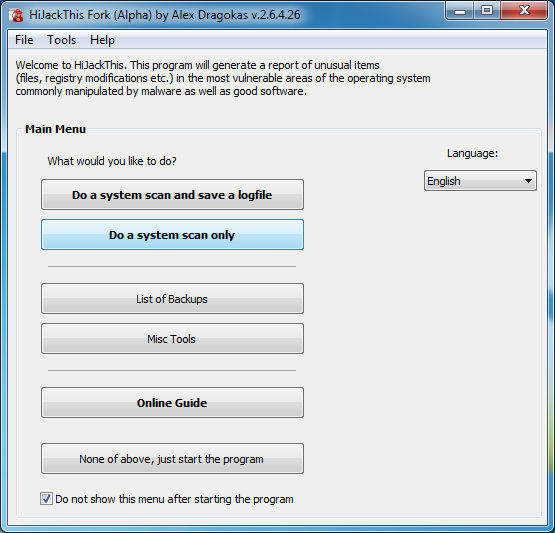 HiJackThis Fork (Alpha) by Alex Dragokas v.2.6.4.26
File Tools Help
Welcome to HiJackThis. This program will generate a report of unusual items
(files, registry modifications etc.) in the most vulnerable areas of the operating system
commonly manipulated by malware as well as good software.
Main Menu
What would you like to do?
Language:
Do a system scan and save a logfile
English
Do a system scan only
List of Backups
Misc Tools
Online Guide
None of above, just start the program
Do not show this menu after starting the program